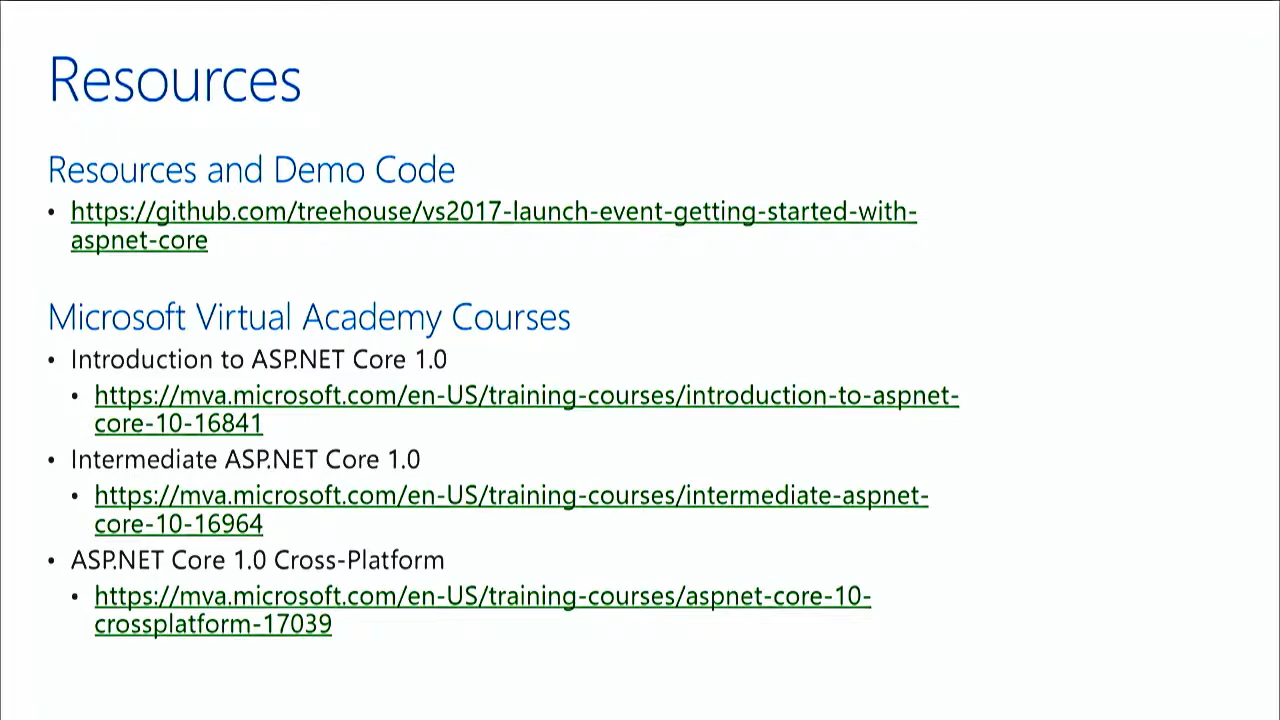 Resources
Resources and Demo Code
• https://github.com/treehouse/vs2017-launch-event-getting-started-with-
aspnet-core
Microsoft Virtual Academy Courses
• Introduction to ASP.NET Core 1.0
• https://mva.microsoft.com/en-US/training-courses/introduction-to-aspnet-
core-10-16841
• Intermediate ASP.NET Core 1.0
• https://mva.microsoft.com/en-US/training-courses/intermediate-aspnet-
core-10-16964
• ASP.NET Core 1.0 Cross-Platform
• https://mva.microsoft.com/en-US/training-courses/aspnet-core-10-
crossplatform-17039